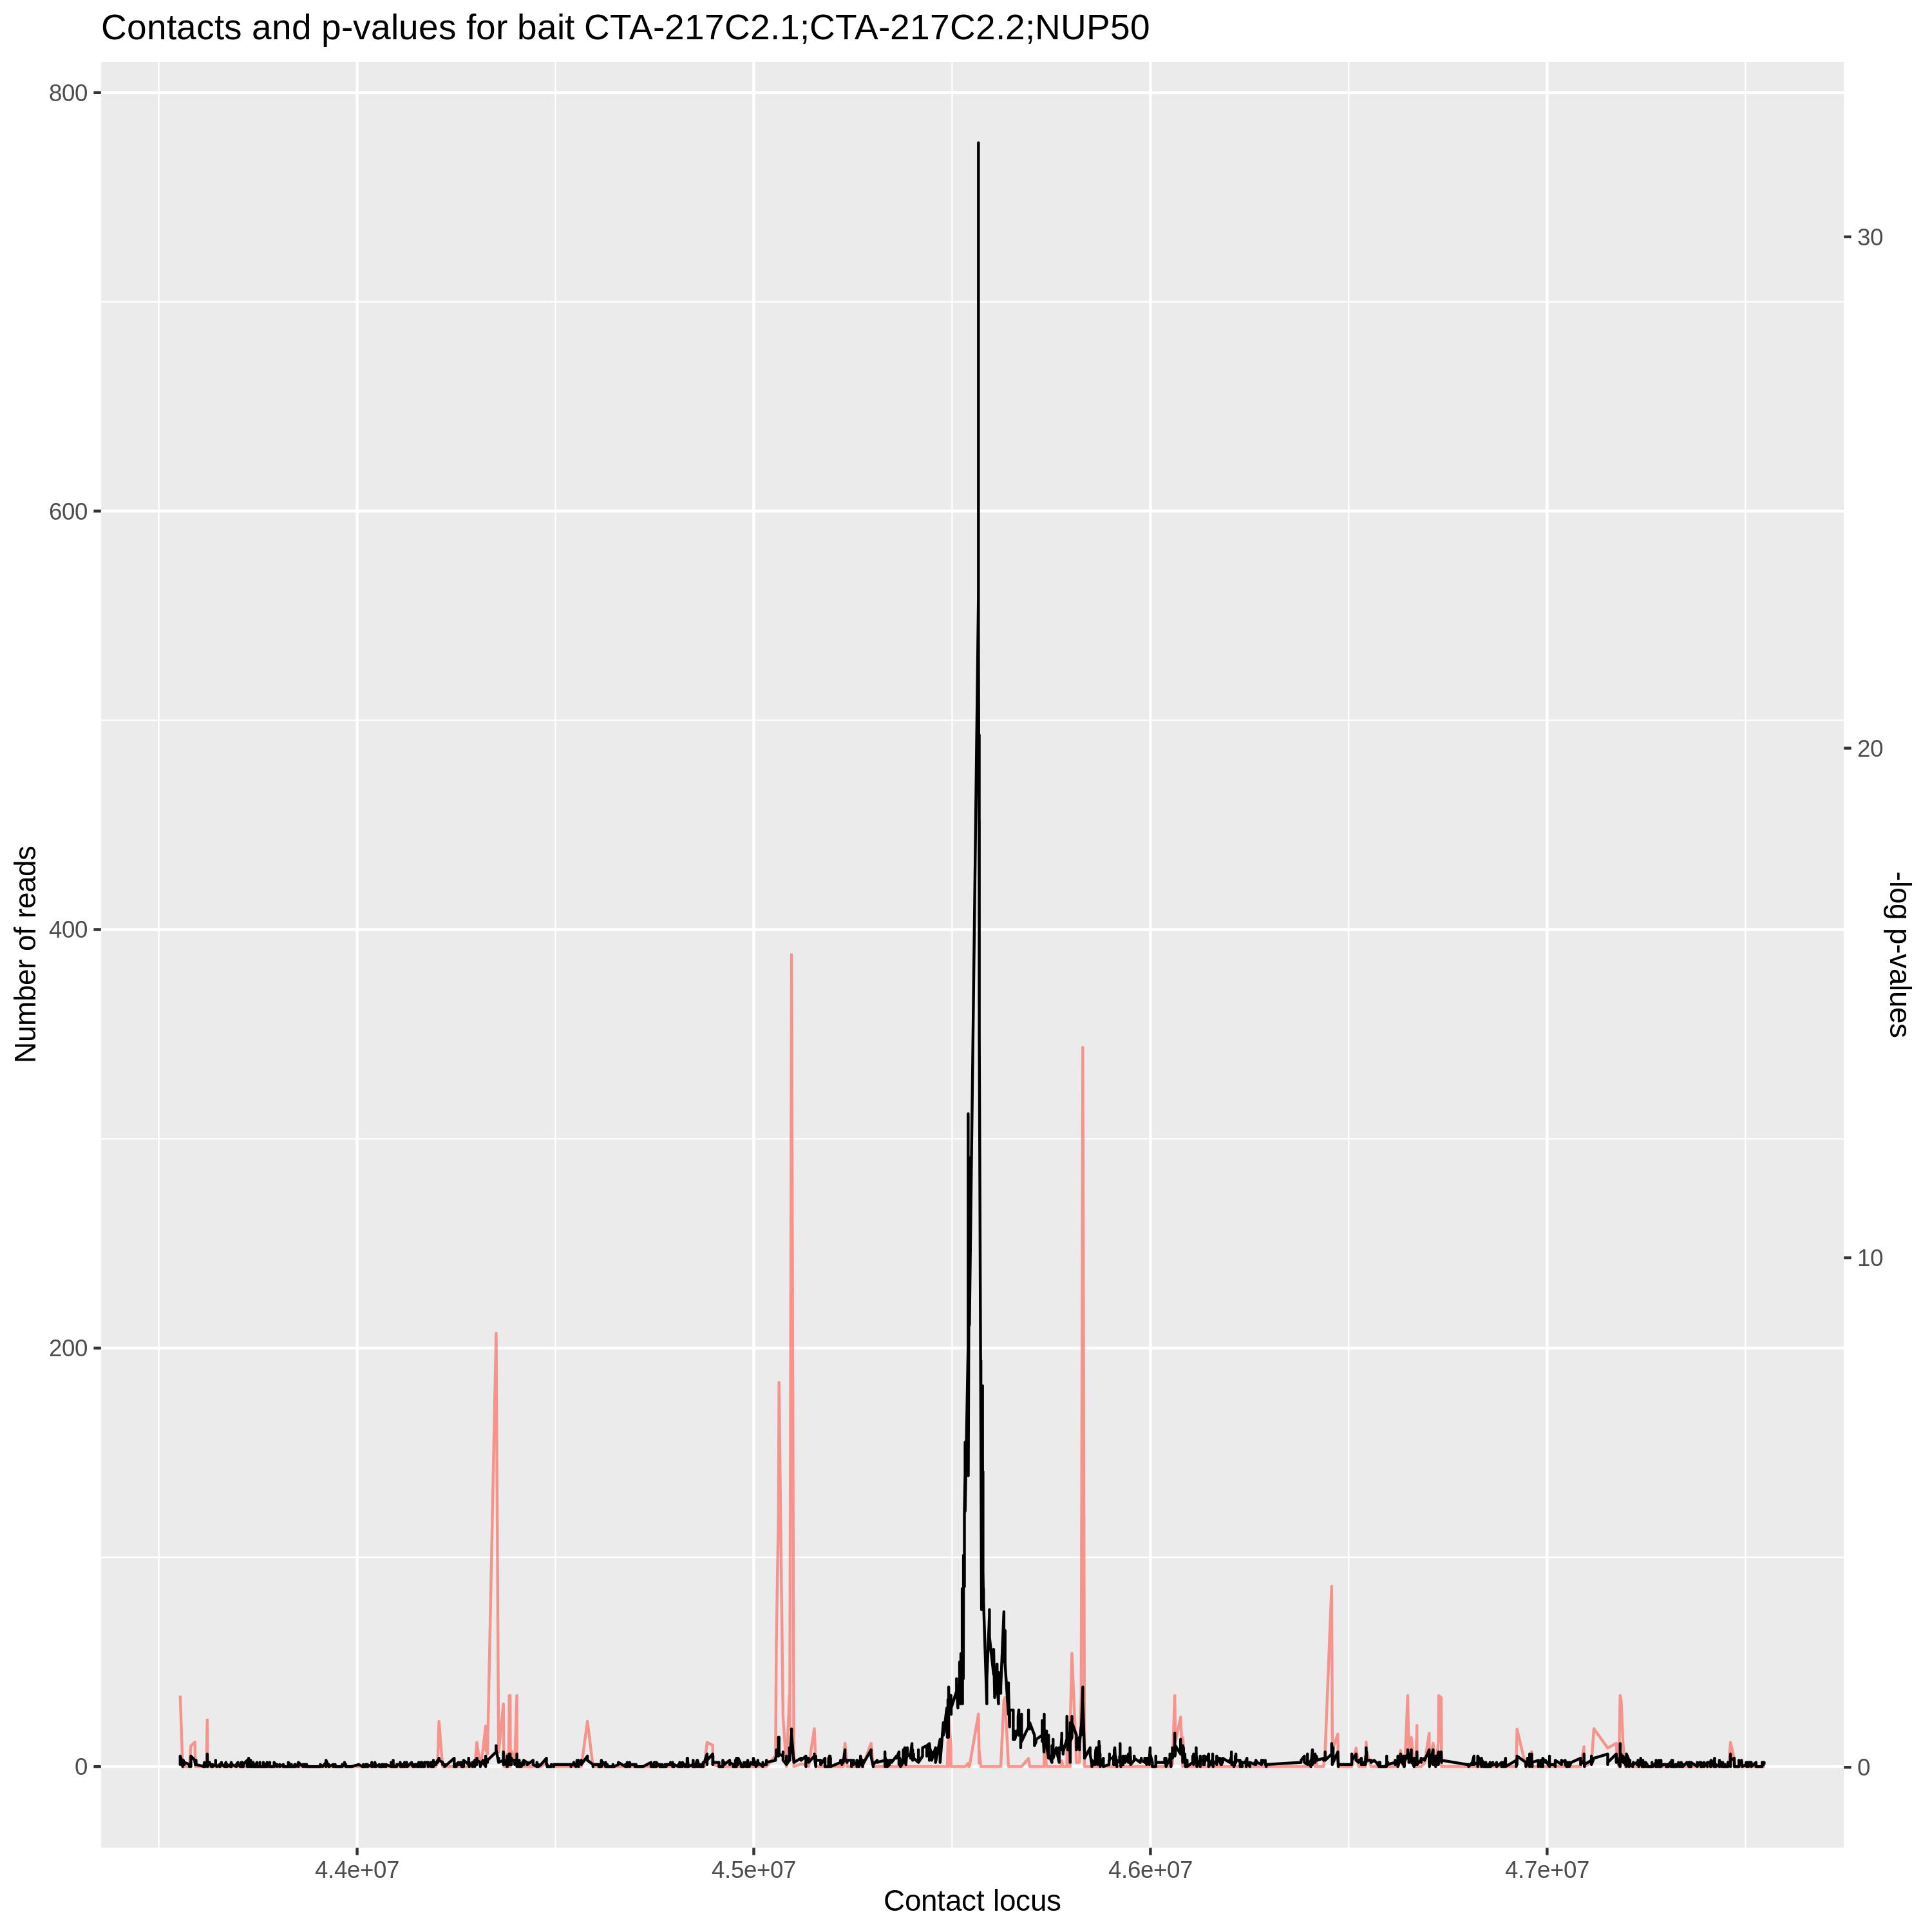 Contacts and p-values for bait CTA-217C2.1;CTA-217C2.2;NUP50
800
600
400
200
0
Number of reads
30
20
10
0
-log p-values
4.4e+07
4.5e+07
4.6e+07
4.7e+07
Contact locus